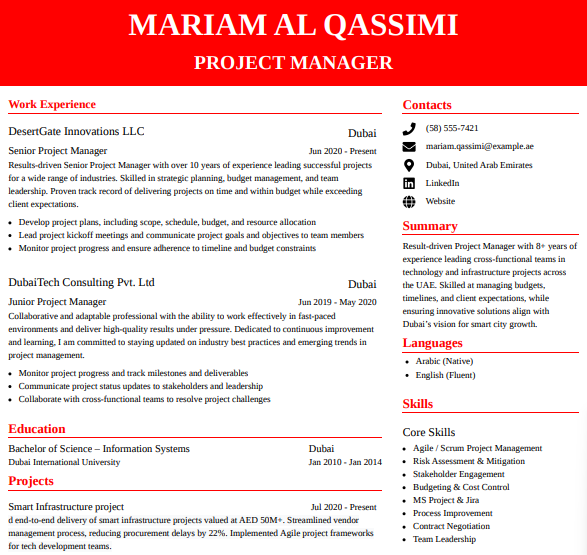 MARIAM AL QASSIMI
PROJECT MANAGER
Work Experience
DesertGate Innovations LLC
Dubai
Senior Project Manager
Jun 2020 - Present
Results-driven Senior Project Manager with over 10 years of experience leading successful projects
for a wide range of industries. Skilled in strategic planning, budget management, and team
leadership. Proven track record of delivering projects on time and within budget while exceeding
client expectations.
• Develop project plans, including scope, schedule, budget, and resource allocation
• Lead project kickoff meetings and communicate project goals and objectives to team members
• Monitor project progress and ensure adherence to timeline and budget constraints
DubaiTech Consulting Pvt. Ltd
Dubai
Junior Project Manager
Jun 2019 - May 2020
Collaborative and adaptable professional with the ability to work effectively in fast-paced
environments and deliver high-quality results under pressure. Dedicated to continuous improvement
and learning, I am committed to staying updated on industry best practices and emerging trends in
project management.
• Monitor project progress and track milestones and deliverables
• Communicate project status updates to stakeholders and leadership
• Collaborate with cross-functional teams to resolve project challenges
Education
Bachelor of Science – Information Systems
Dubai
Dubai International University
Jan 2010 - Jan 2014
Projects
Smart Infrastructure project
Jul 2020 - Present
d end-to-end delivery of smart infrastructure projects valued at AED 50M+. Streamlined vendor
management process, reducing procurement delays by 22%. Implemented Agile project frameworks
for tech development teams.
Contacts
(58) 555-7421
mariam.qassimi@example.ae
Dubai, United Arab Emirates
LinkedIn
Website
Summary
Result-driven Project Manager with 8+ years of
experience leading cross-functional teams in
technology and infrastructure projects across
the UAE. Skilled at managing budgets,
timelines, and client expectations, while
ensuring innovative solutions align with
Dubai’s vision for smart city growth.
Languages
• Arabic (Native)
• English (Fluent)
Skills
Core Skills
• Agile / Scrum Project Management
• Risk Assessment & Mitigation
• Stakeholder Engagement
• Budgeting & Cost Control
• MS Project & Jira
• Process Improvement
• Contract Negotiation
• Team Leadership